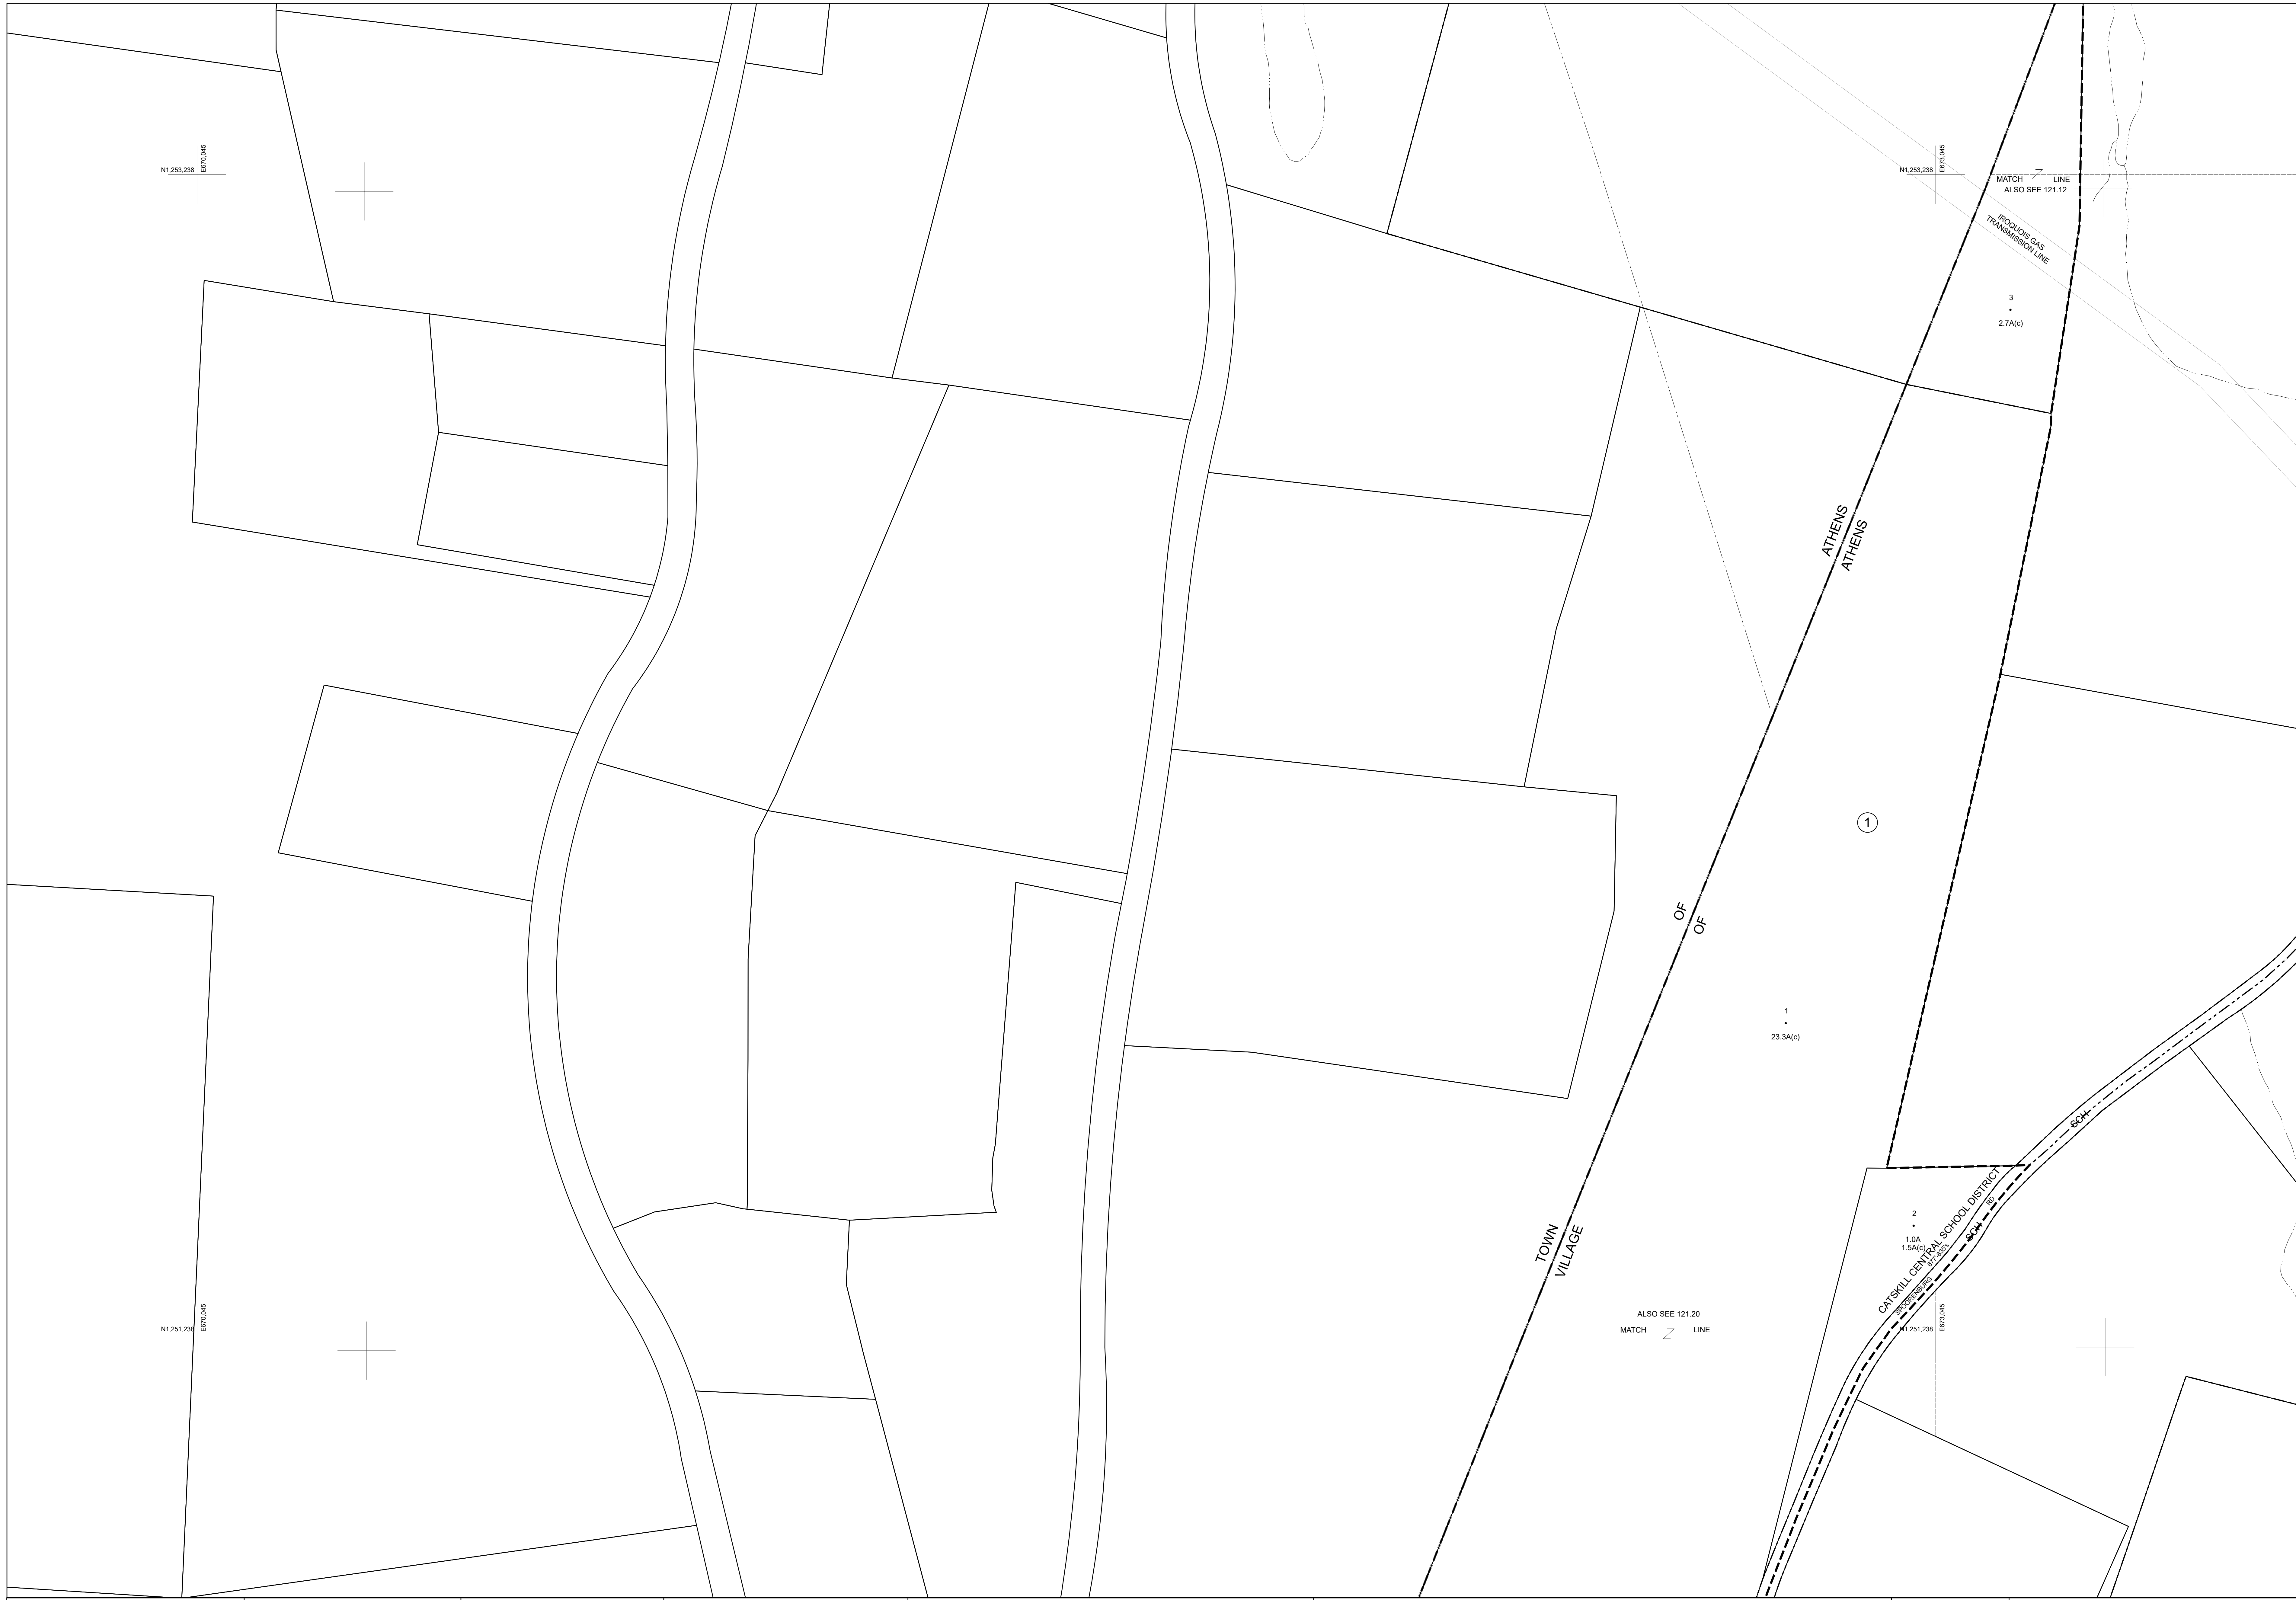 N1,253,238
E670,045
N1,253,238
E673,045
MATCH LINE
ALSO SEE 121.12
IROQUOIS GAS
TRANSMISSION LINE
3
2.7A(c)
ATHENS
ATHENS
1
OF
OF
1
23.3A(c)
SCH
CATSKILL CENTRAL SCHOOL DISTRICT
RD
SCH
2
1.0A
1.5A(c)
SPOORENBURG
TOWN
VILLAGE
ALSO SEE 121.20
MATCH LINE
N1,251,238
E670,045
N1,251,238
E673,045